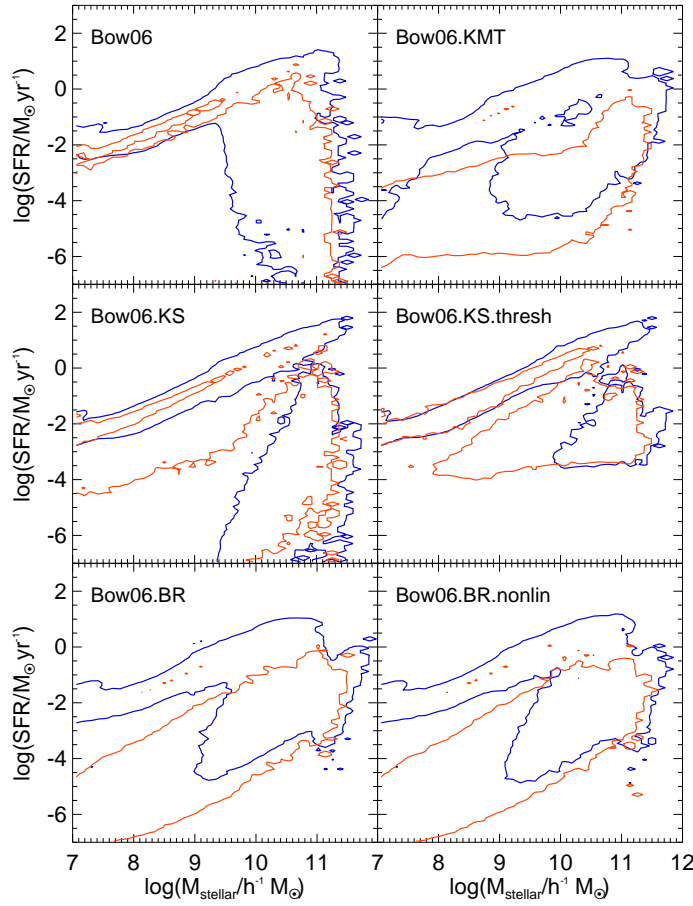 Bow06
Bow06.KMT
2
0
-2
-4
-6
log(SFR/M⊙ yr⁻¹)
Bow06.KS
Bow06.KS.thresh
2
0
-2
-4
-6
log(SFR/M⊙ yr⁻¹)
Bow06.BR
Bow06.BR.nonlin
2
0
-2
-4
-6
log(SFR/M⊙ yr⁻¹)
7 8 9 10 11 7 8 9 10 11 12
log(Mstellar/h⁻¹ M⊙) log(Mstellar/h⁻¹ M⊙)